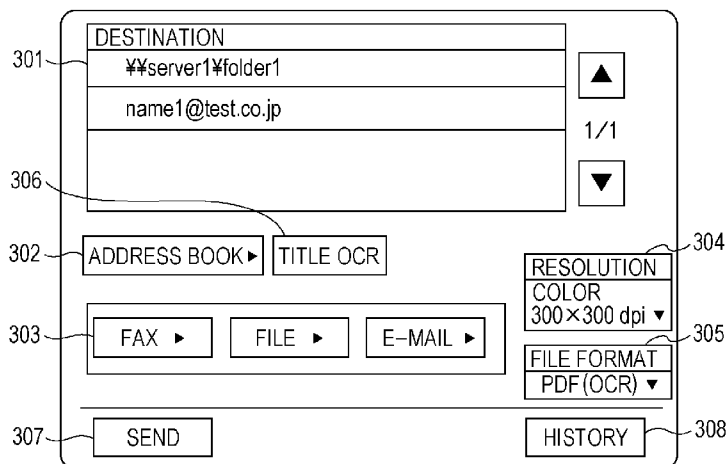 DESTINATION
301
¥¥server1¥folder1
name1@test.co.jp
▲
1/1
▼
306
302
ADDRESS BOOK ▸
TITLE OCR
304
RESOLUTION
COLOR
300×300 dpi ▼
303
FAX ▸
FILE ▸
E-MAIL ▸
305
FILE FORMAT
PDF(OCR) ▼
307
SEND
HISTORY
308